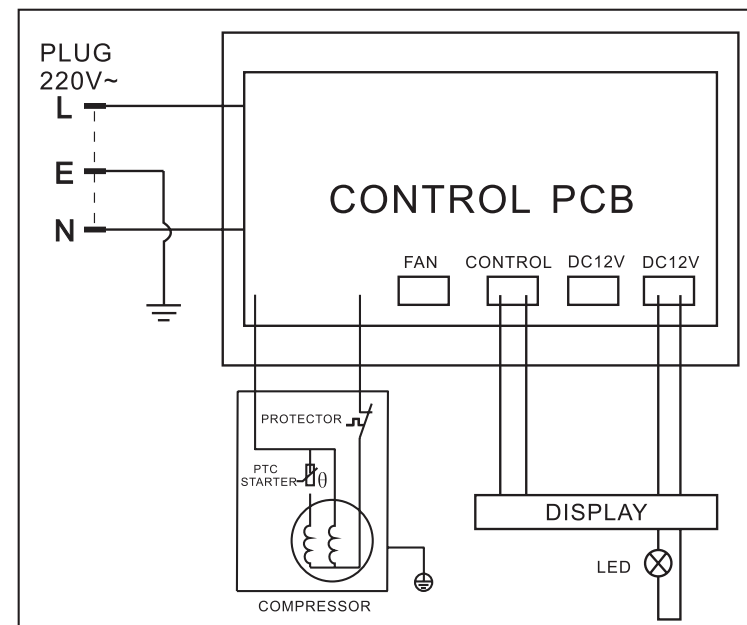 PLUG
220V~
L
E
N
CONTROL PCB
FAN
CONTROL
DC12V
DC12V
PROTECTOR
PTC
STARTER
θ
DISPLAY
LED
COMPRESSOR